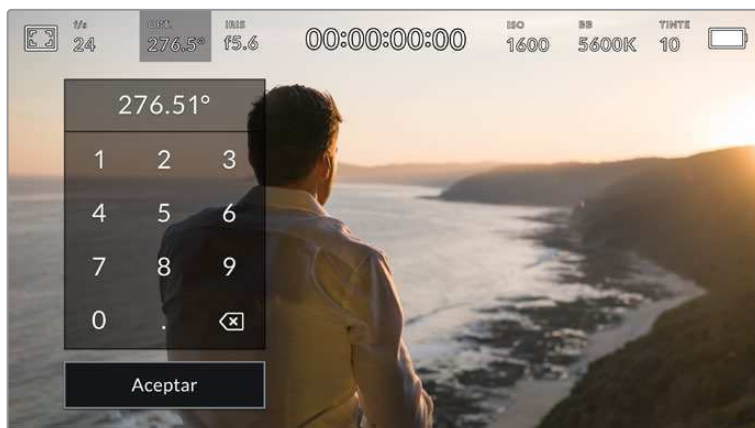 f/s OBT. IRIS ISO BB TINTE
24 276.5° f5.6 00:00:00:00 1600 5600K 10
276.51°
1 2 3
4 5 6
7 8 9
0 .
Aceptar